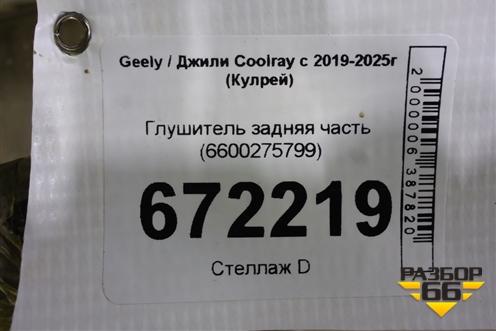 Geely / Джили Coolray с 2019-2025г
(Кулрей)
Глушитель задняя часть
(6600275799)
672219
Стеллаж D
2000006387820
РАЗБОР
66